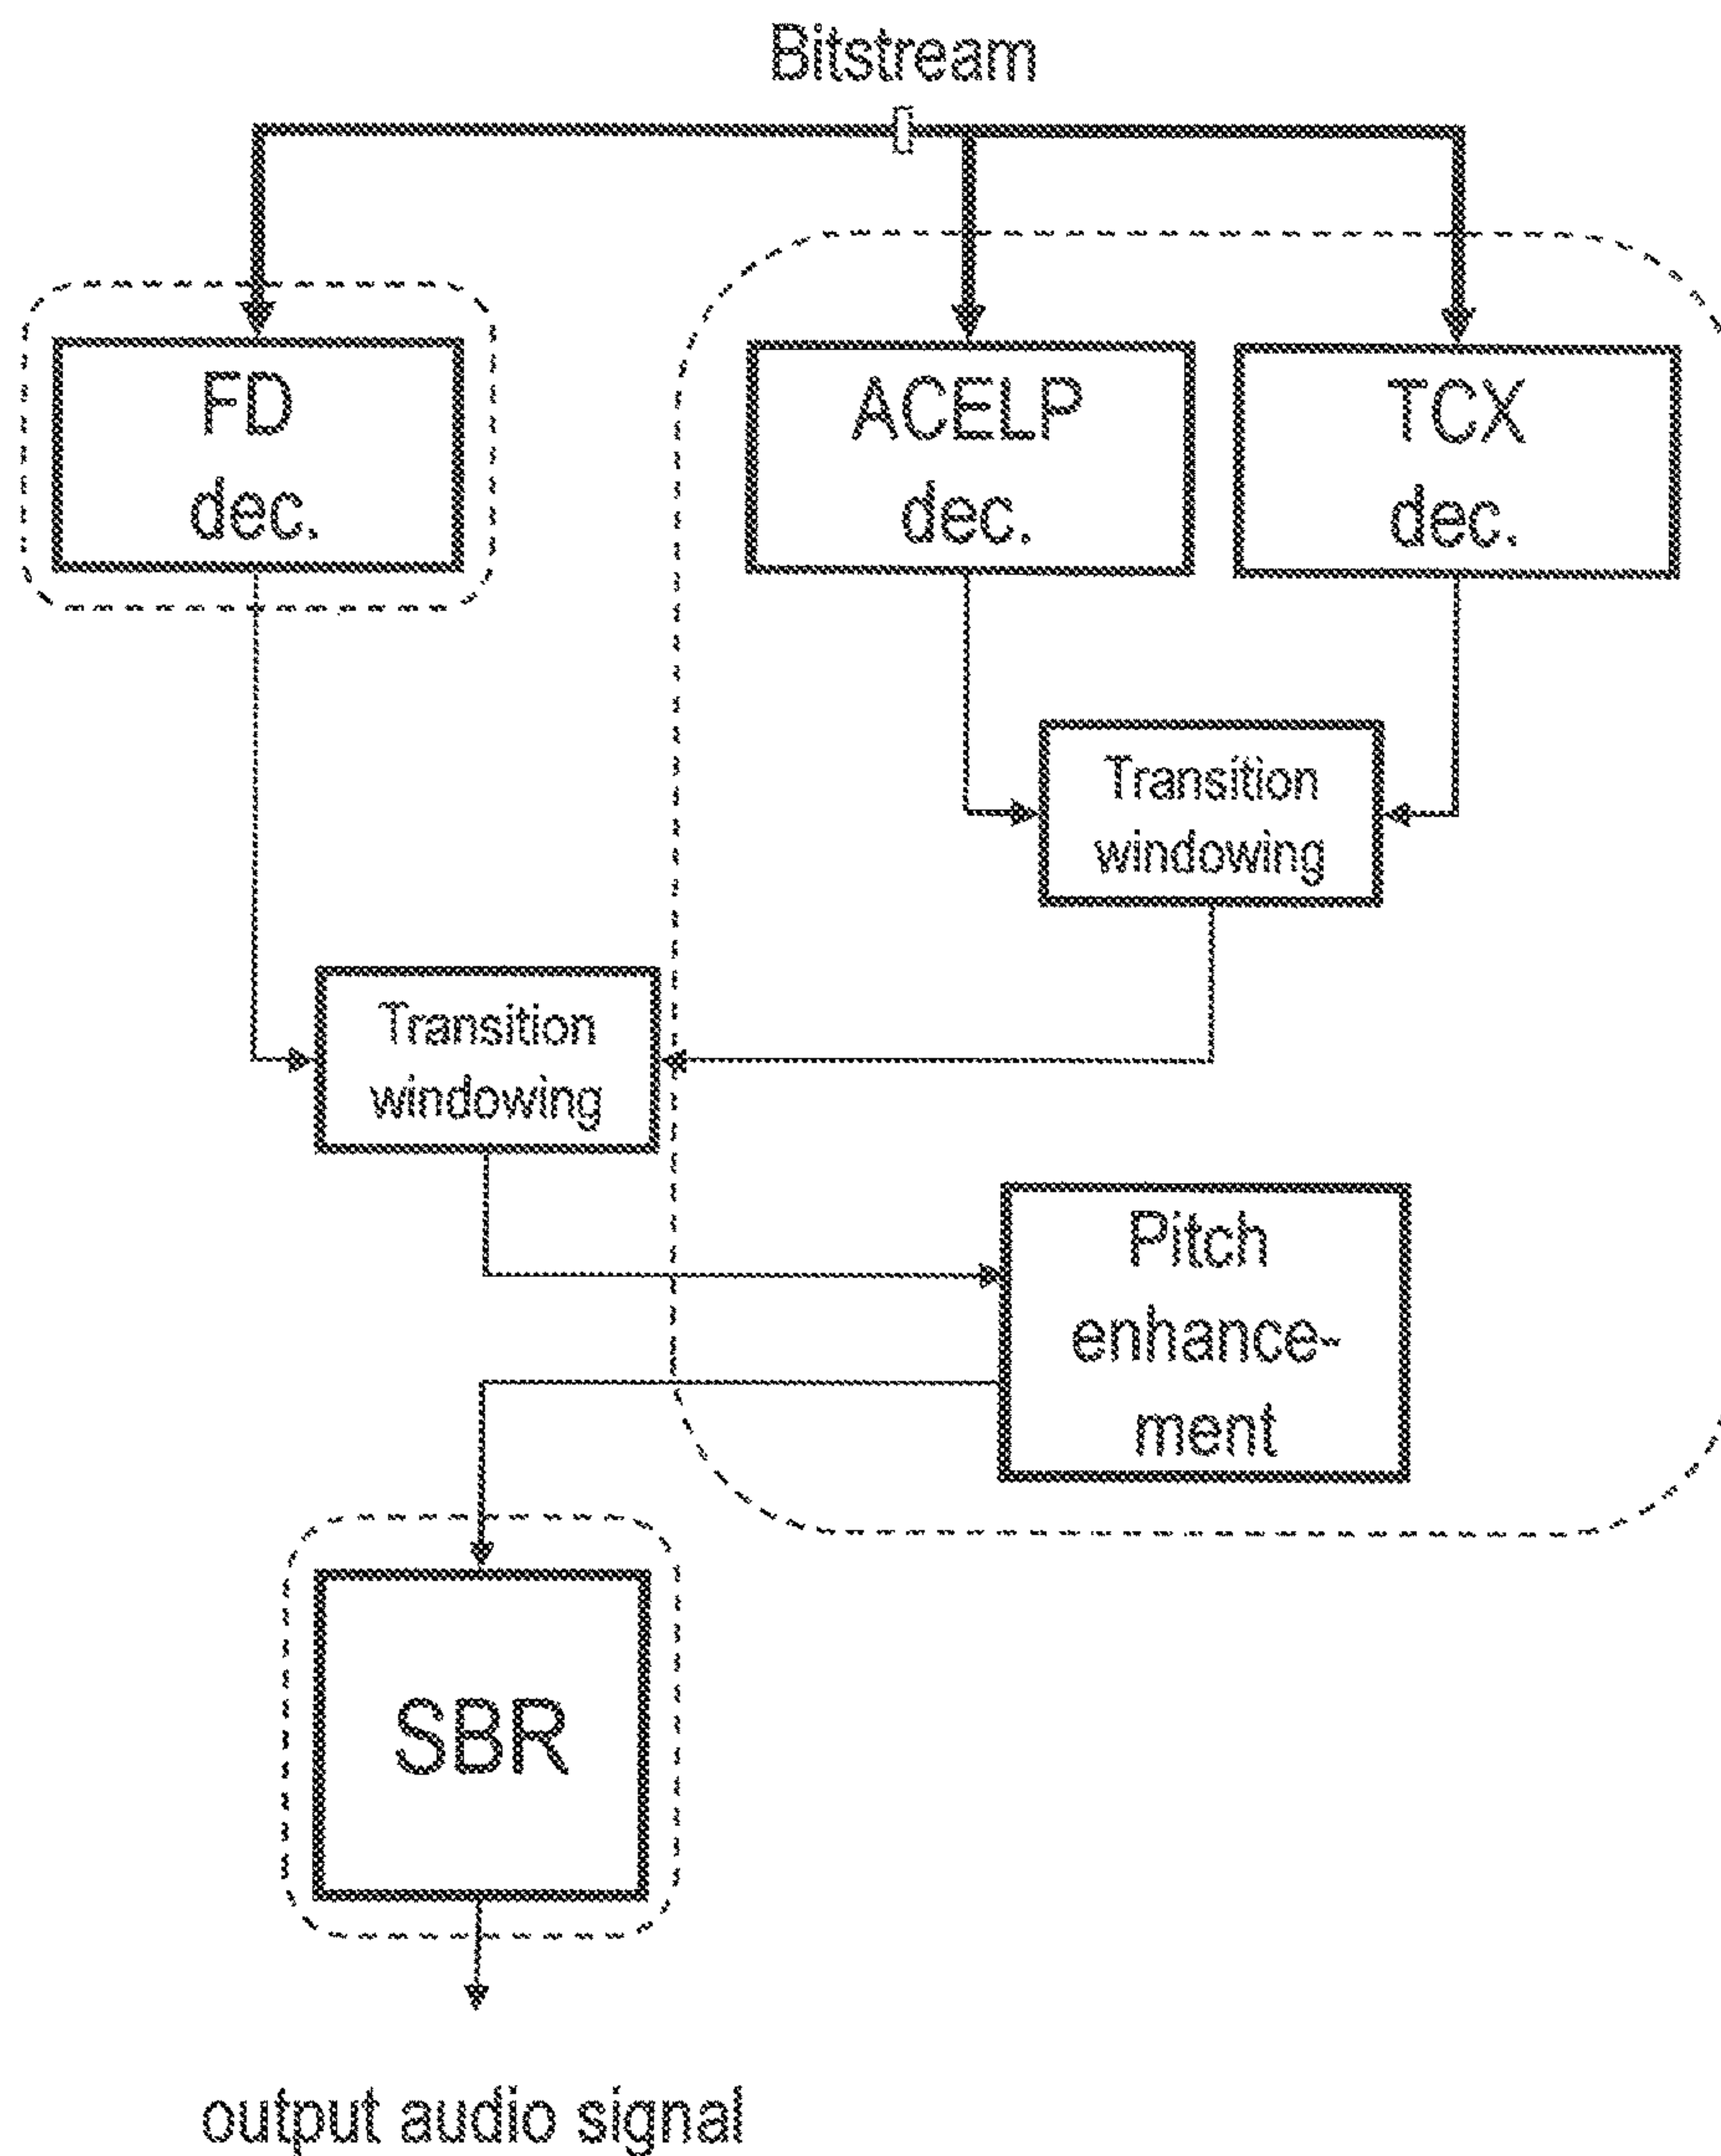 Bitstream
FD
dec.
ACELP
dec.
TCX
dec.
Transition
windowing
Transition
windowing
Pitch
enhance-
ment
SBR
output audio signal